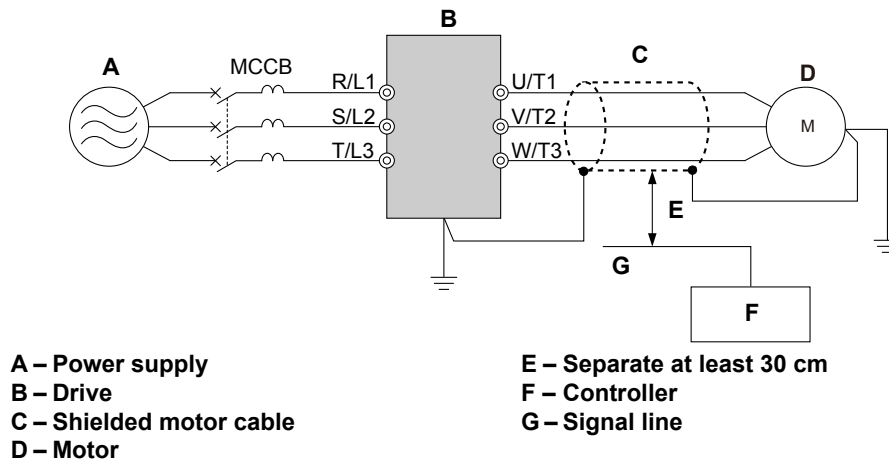 B
A
C
D
MCCB
R/L1
U/T1
S/L2
V/T2
M
T/L3
W/T3
E
G
F
A – Power supply
B – Drive
C – Shielded motor cable
D – Motor
E – Separate at least 30 cm
F – Controller
G – Signal line